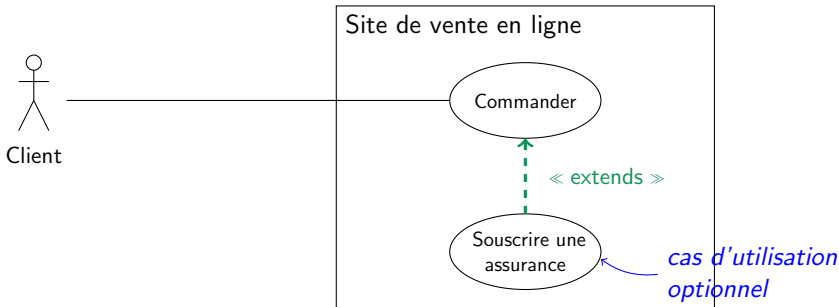 Site de vente en ligne
Commander
Client
≪ extends ≫
Souscrire une
assurance
cas d'utilisation
optionnel